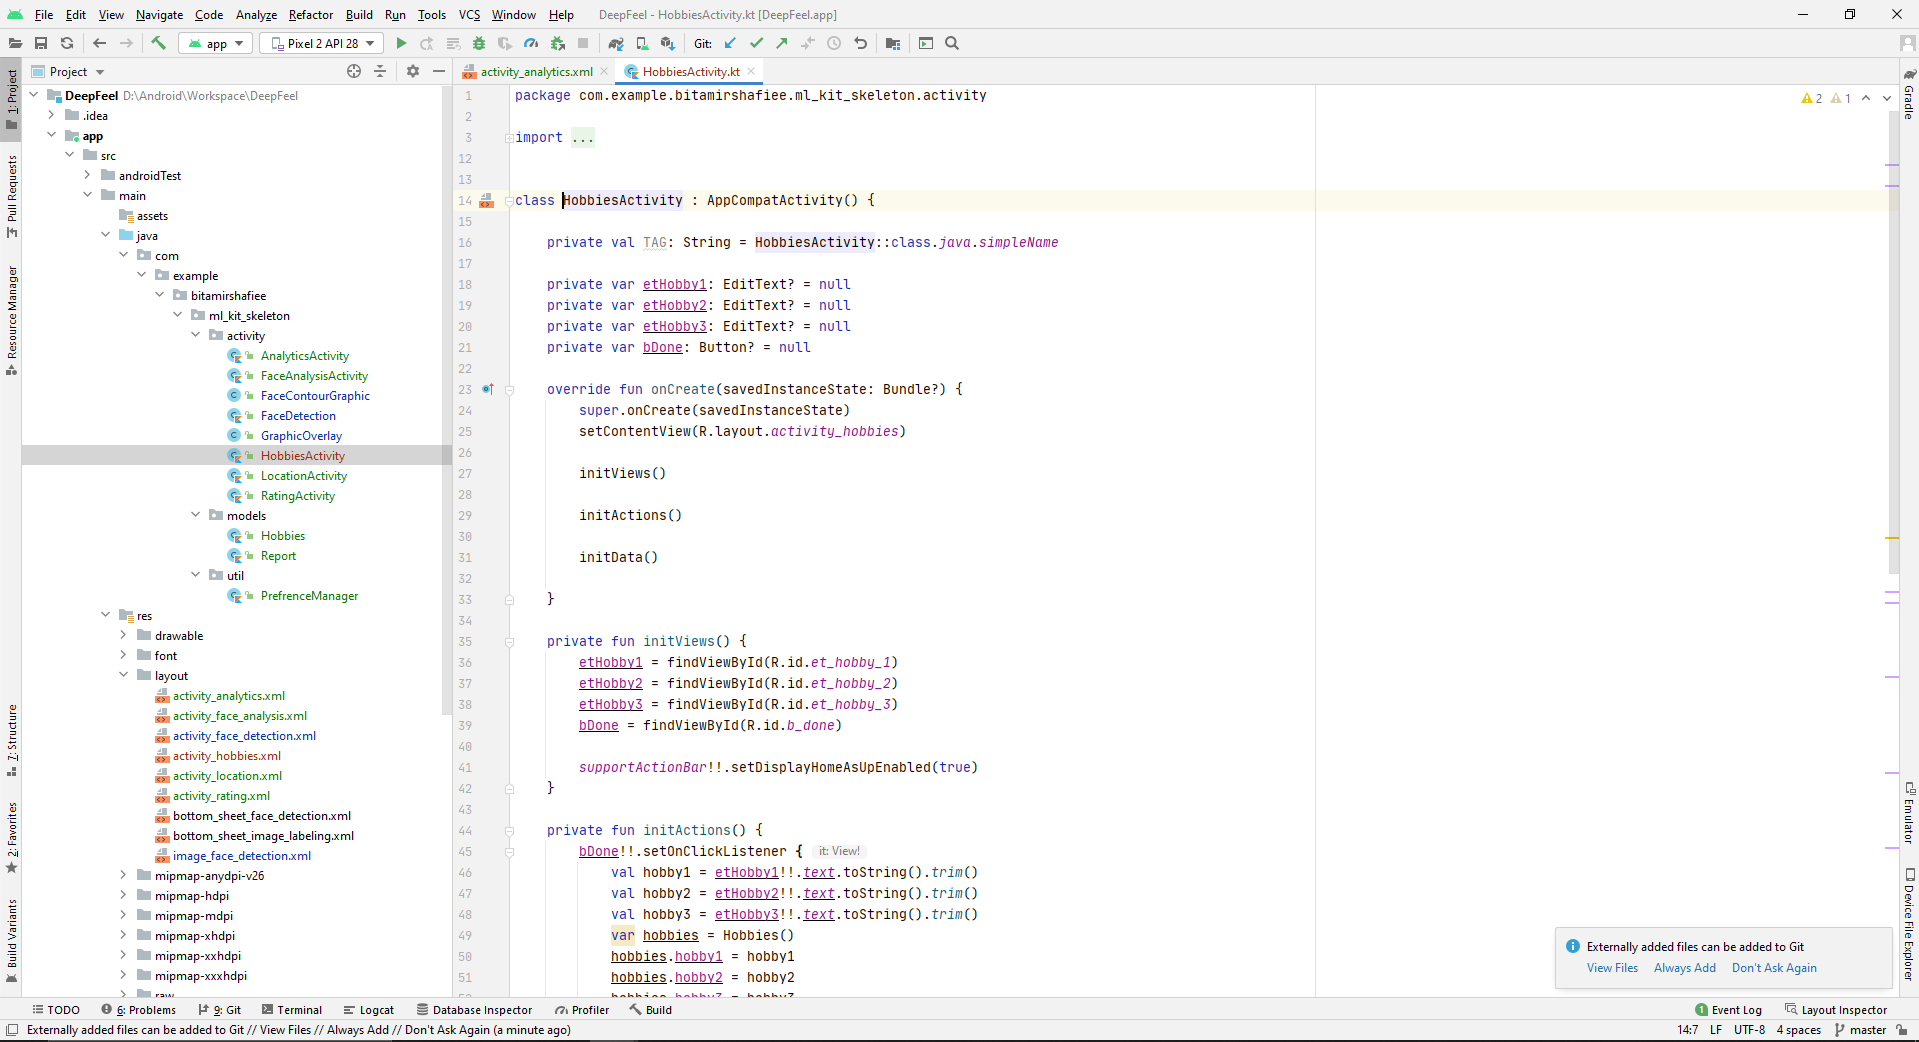 File Edit View Navigate Code Analyze Refactor Build Run Tools VCS Window Help DeepFeel - HobbiesActivity.kt [DeepFeel.app]
app Pixel 2 API 28 Git:
Project
activity_analytics.xml HobbiesActivity.kt
1: Project
Pull Requests
Resource Manager
7: Structure
2: Favorites
Build Variants
DeepFeel D:\Android\Workspace\DeepFeel
.idea
app
src
androidTest
main
assets
java
com
example
bitamirshafiee
ml_kit_skeleton
activity
AnalyticsActivity
FaceAnalysisActivity
FaceContourGraphic
FaceDetection
GraphicOverlay
HobbiesActivity
LocationActivity
RatingActivity
models
Hobbies
Report
util
PrefrenceManager
res
drawable
font
layout
activity_analytics.xml
activity_face_analysis.xml
activity_face_detection.xml
activity_hobbies.xml
activity_location.xml
activity_rating.xml
bottom_sheet_face_detection.xml
bottom_sheet_image_labeling.xml
image_face_detection.xml
mipmap-anydpi-v26
mipmap-hdpi
mipmap-mdpi
mipmap-xhdpi
mipmap-xxhdpi
mipmap-xxxhdpi
raw
1 package com.example.bitamirshafiee.ml_kit_skeleton.activity
2
3 import ...
12
13
14 class HobbiesActivity : AppCompatActivity() {
15
16 private val TAG: String = HobbiesActivity::class.java.simpleName
17
18 private var etHobby1: EditText? = null
19 private var etHobby2: EditText? = null
20 private var etHobby3: EditText? = null
21 private var bDone: Button? = null
22
23 override fun onCreate(savedInstanceState: Bundle?) {
24 super.onCreate(savedInstanceState)
25 setContentView(R.layout.activity_hobbies)
26
27 initViews()
28
29 initActions()
30
31 initData()
32
33 }
34
35 private fun initViews() {
36 etHobby1 = findViewById(R.id.et_hobby_1)
37 etHobby2 = findViewById(R.id.et_hobby_2)
38 etHobby3 = findViewById(R.id.et_hobby_3)
39 bDone = findViewById(R.id.b_done)
40
41 supportActionBar!!.setDisplayHomeAsUpEnabled(true)
42 }
43
44 private fun initActions() {
45 bDone!!.setOnClickListener { it: View!
46 val hobby1 = etHobby1!!.text.toString().trim()
47 val hobby2 = etHobby2!!.text.toString().trim()
48 val hobby3 = etHobby3!!.text.toString().trim()
49 var hobbies = Hobbies()
50 hobbies.hobby1 = hobby1
51 hobbies.hobby2 = hobby2
52 hobbies.hobby3 = hobby3
2 1
Gradle
Emulator
Device File Explorer
Externally added files can be added to Git
View Files Always Add Don't Ask Again
TODO 6: Problems 9: Git Terminal Logcat Database Inspector Profiler Build 1 Event Log Layout Inspector
Externally added files can be added to Git // View Files // Always Add // Don't Ask Again (a minute ago) 14:7 LF UTF-8 4 spaces master